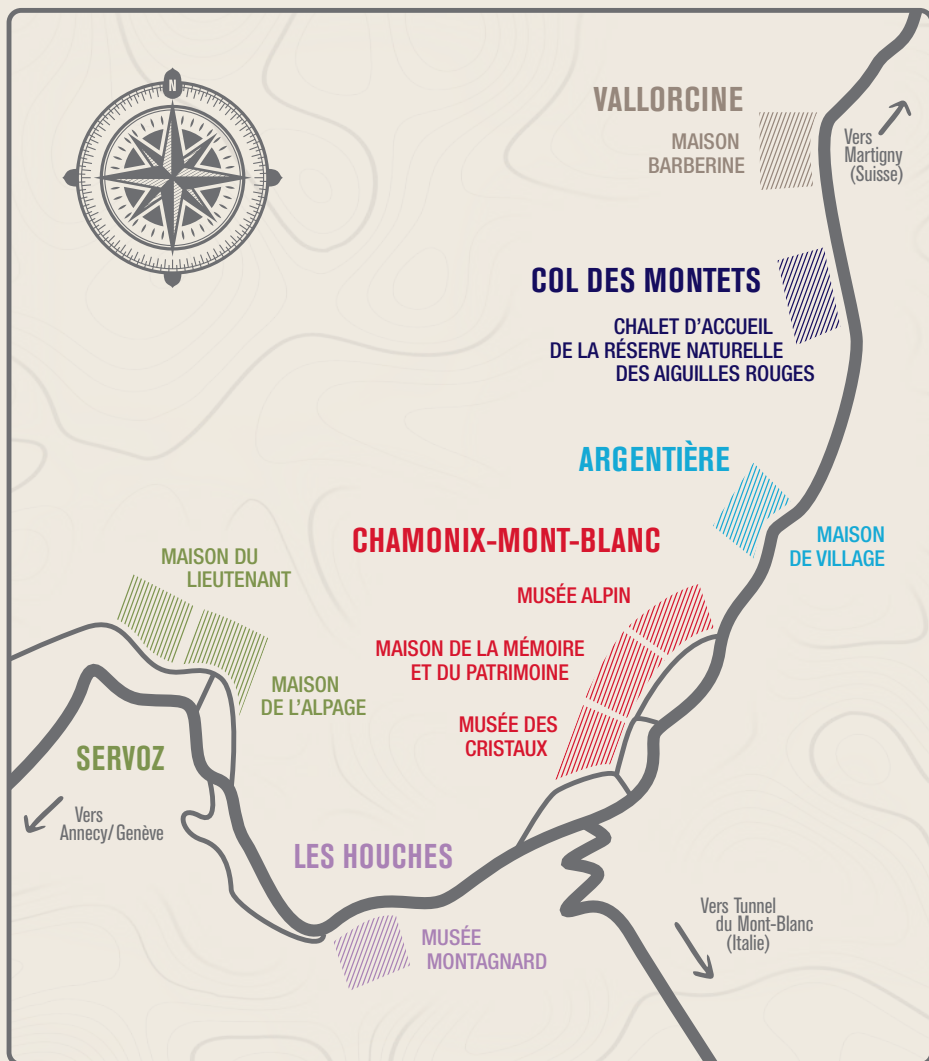 N
VALLORCINE
MAISON
BARBERINE
Vers
Martigny
(Suisse)
COL DES MONTETS
CHALET D’ACCUEIL
DE LA RÉSERVE NATURELLE
DES AIGUILLES ROUGES
ARGENTIÈRE
MAISON
DE VILLAGE
CHAMONIX-MONT-BLANC
MUSÉE ALPIN
MAISON DE LA MÉMOIRE
ET DU PATRIMOINE
MUSÉE DES
CRISTAUX
MAISON DU
LIEUTENANT
MAISON
DE L’ALPAGE
SERVOZ
Vers
Annecy/Genève
LES HOUCHES
MUSÉE
MONTAGNARD
Vers Tunnel
du Mont-Blanc
(Italie)